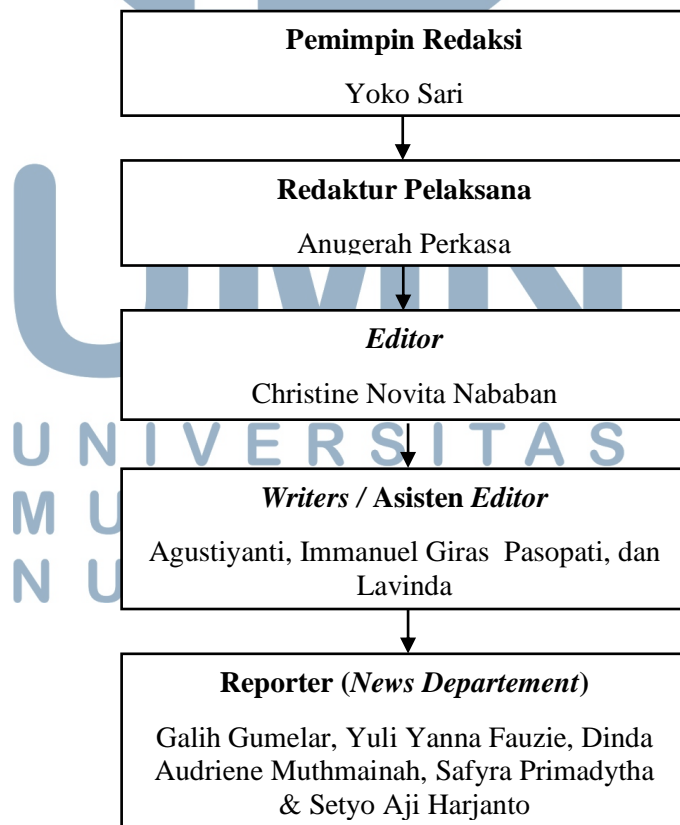 Pemimpin Redaksi
Yoko Sari
Redaktur Pelaksana
Anugerah Perkasa
Editor
Christine Novita Nababan
UNIVERSITAS
Writers / Asisten Editor
MU
Agustiyanti, Immanuel Giras Pasopati, dan
Lavinda
NU
Reporter (News Departement)
Galih Gumelar, Yuli Yanna Fauzie, Dinda
Audriene Muthmainah, Safyra Primadytha
& Setyo Aji Harjanto